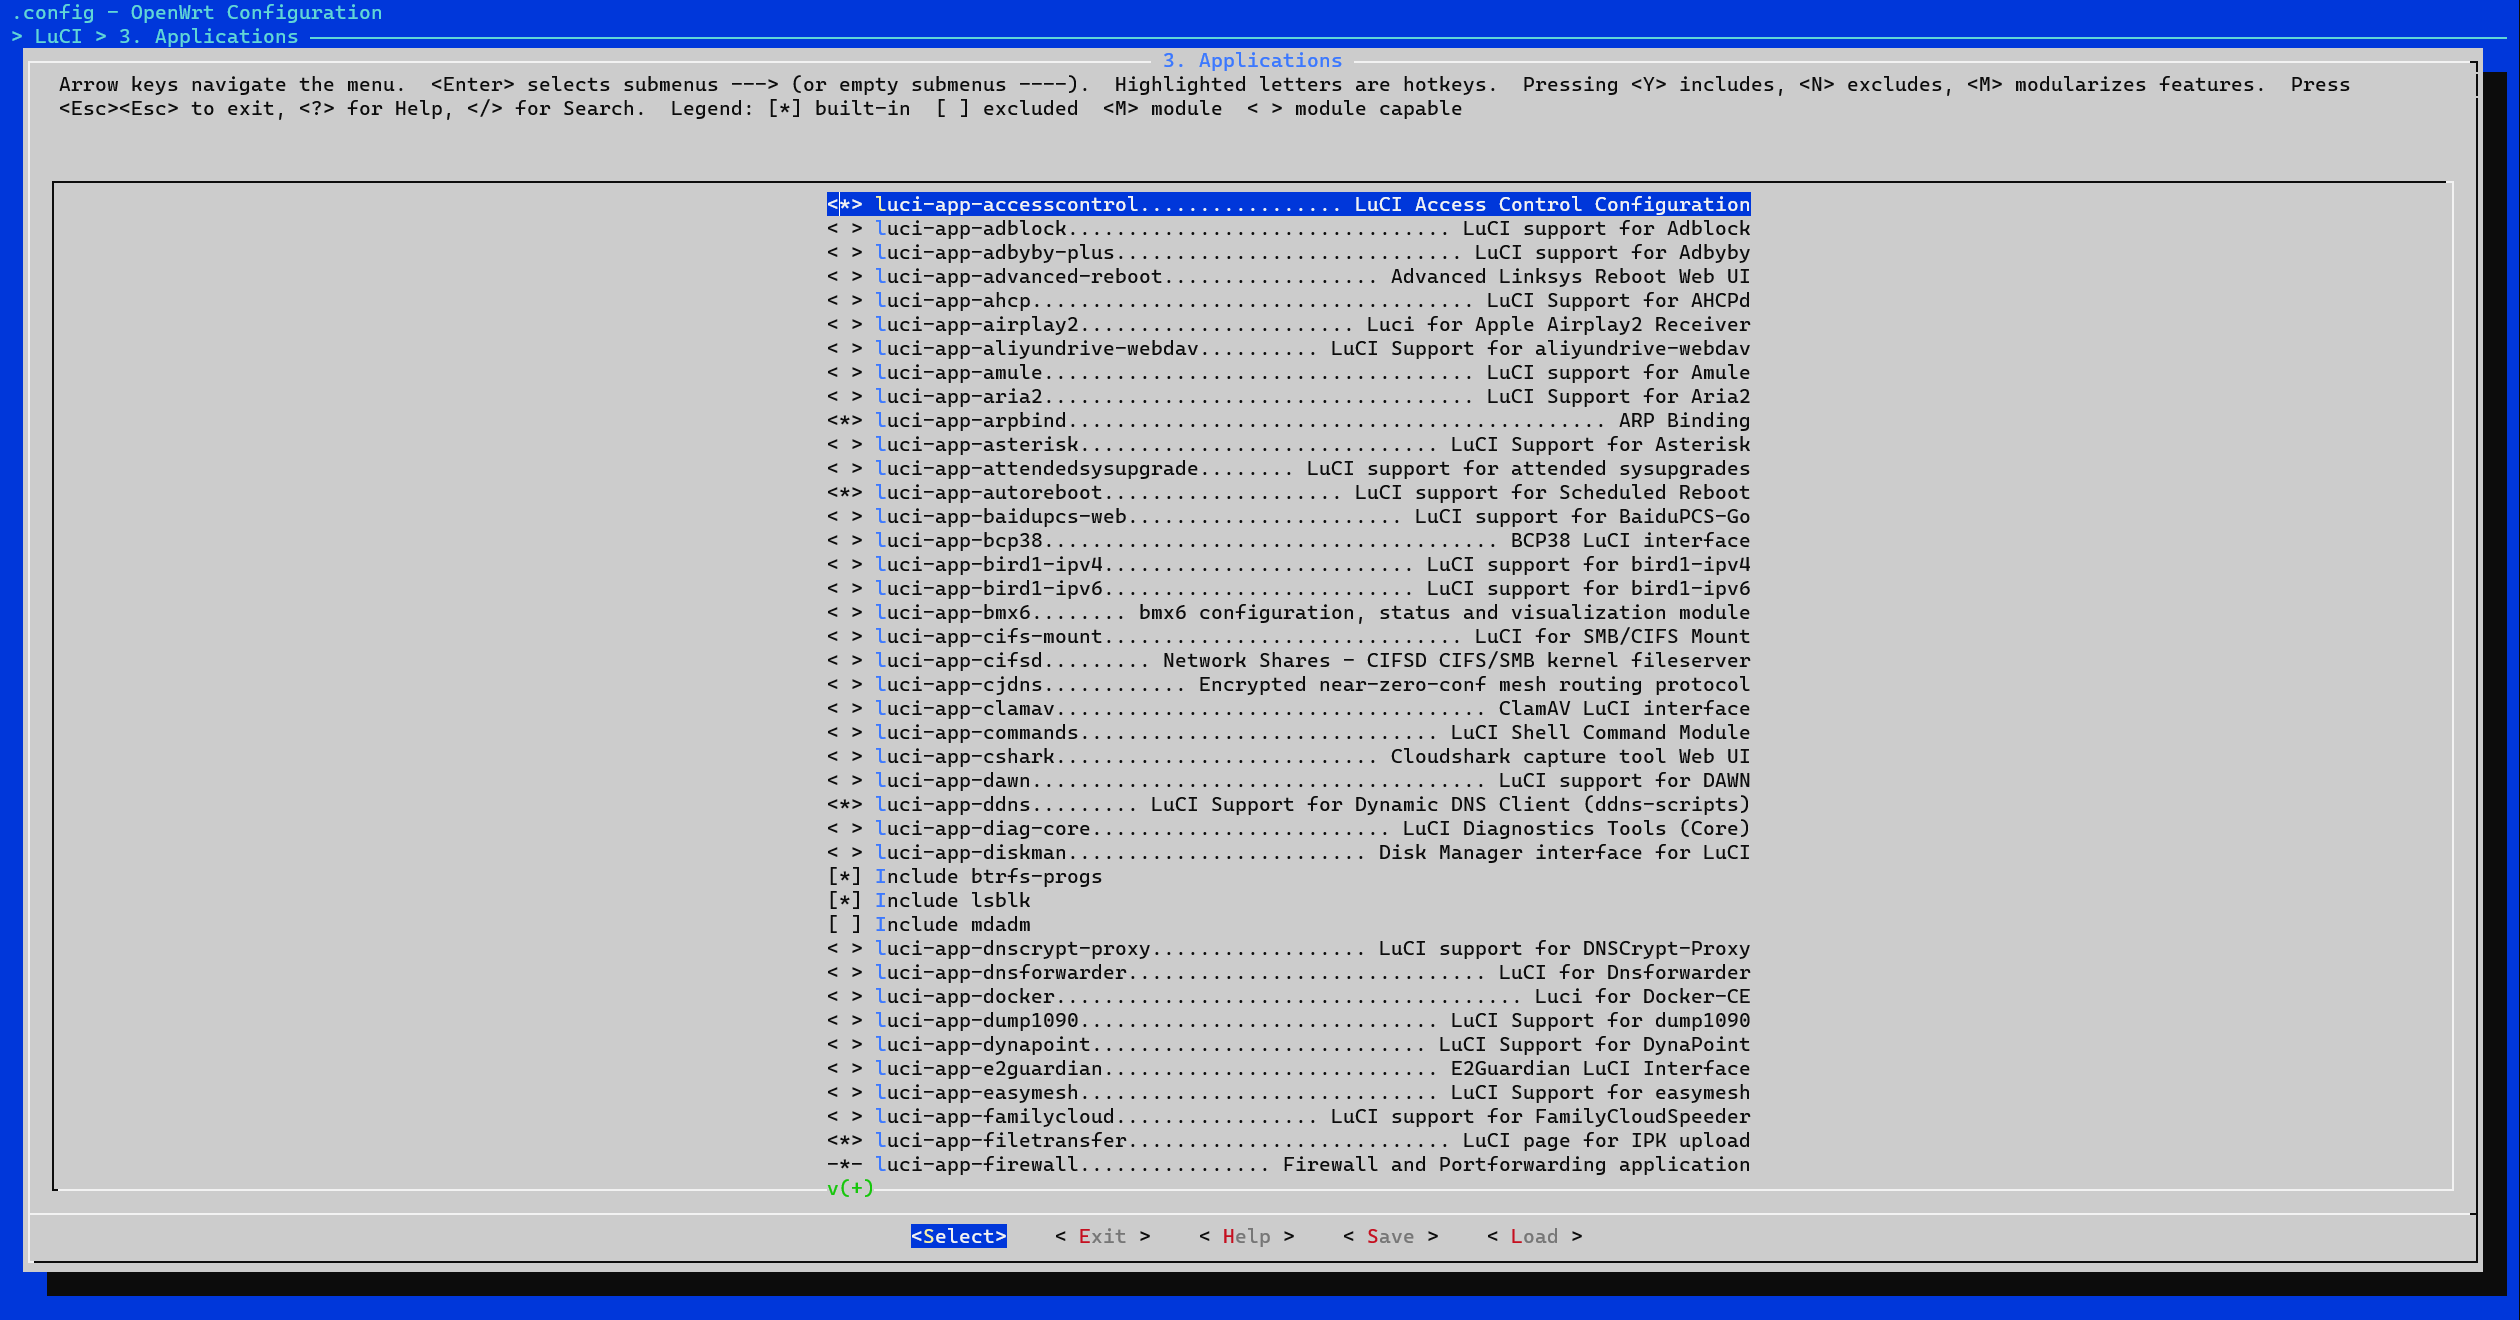 .config - OpenWrt Configuration
> LuCI > 3. Applications
3. Applications
Arrow keys navigate the menu.  <Enter> selects submenus ---> (or empty submenus ----).  Highlighted letters are hotkeys.  Pressing <Y> includes, <N> excludes, <M> modularizes features.  Press
<Esc><Esc> to exit, <?> for Help, </> for Search.  Legend: [*] built-in  [ ] excluded  <M> module  < > module capable
<*> luci-app-accesscontrol................. LuCI Access Control Configuration
< > luci-app-adblock................................ LuCI support for Adblock
< > luci-app-adbyby-plus............................. LuCI support for Adbyby
< > luci-app-advanced-reboot.................. Advanced Linksys Reboot Web UI
< > luci-app-ahcp..................................... LuCI Support for AHCPd
< > luci-app-airplay2....................... Luci for Apple Airplay2 Receiver
< > luci-app-aliyundrive-webdav.......... LuCI Support for aliyundrive-webdav
< > luci-app-amule.................................... LuCI support for Amule
< > luci-app-aria2.................................... LuCI Support for Aria2
<*> luci-app-arpbind............................................. ARP Binding
< > luci-app-asterisk.............................. LuCI Support for Asterisk
< > luci-app-attendedsysupgrade........ LuCI support for attended sysupgrades
<*> luci-app-autoreboot.................... LuCI support for Scheduled Reboot
< > luci-app-baidupcs-web....................... LuCI support for BaiduPCS-Go
< > luci-app-bcp38...................................... BCP38 LuCI interface
< > luci-app-bird1-ipv4.......................... LuCI support for bird1-ipv4
< > luci-app-bird1-ipv6.......................... LuCI support for bird1-ipv6
< > luci-app-bmx6........ bmx6 configuration, status and visualization module
< > luci-app-cifs-mount.............................. LuCI for SMB/CIFS Mount
< > luci-app-cifsd......... Network Shares - CIFSD CIFS/SMB kernel fileserver
< > luci-app-cjdns............ Encrypted near-zero-conf mesh routing protocol
< > luci-app-clamav.................................... ClamAV LuCI interface
< > luci-app-commands.............................. LuCI Shell Command Module
< > luci-app-cshark........................... Cloudshark capture tool Web UI
< > luci-app-dawn...................................... LuCI support for DAWN
<*> luci-app-ddns......... LuCI Support for Dynamic DNS Client (ddns-scripts)
< > luci-app-diag-core......................... LuCI Diagnostics Tools (Core)
< > luci-app-diskman......................... Disk Manager interface for LuCI
[*] Include btrfs-progs
[*] Include lsblk
[ ] Include mdadm
< > luci-app-dnscrypt-proxy.................. LuCI support for DNSCrypt-Proxy
< > luci-app-dnsforwarder.............................. LuCI for Dnsforwarder
< > luci-app-docker....................................... Luci for Docker-CE
< > luci-app-dump1090.............................. LuCI Support for dump1090
< > luci-app-dynapoint............................ LuCI Support for DynaPoint
< > luci-app-e2guardian............................ E2Guardian LuCI Interface
< > luci-app-easymesh.............................. LuCI Support for easymesh
< > luci-app-familycloud................. LuCI support for FamilyCloudSpeeder
<*> luci-app-filetransfer........................... LuCI page for IPK upload
-*- luci-app-firewall................ Firewall and Portforwarding application
v(+)
<Select>    < Exit >    < Help >    < Save >    < Load >